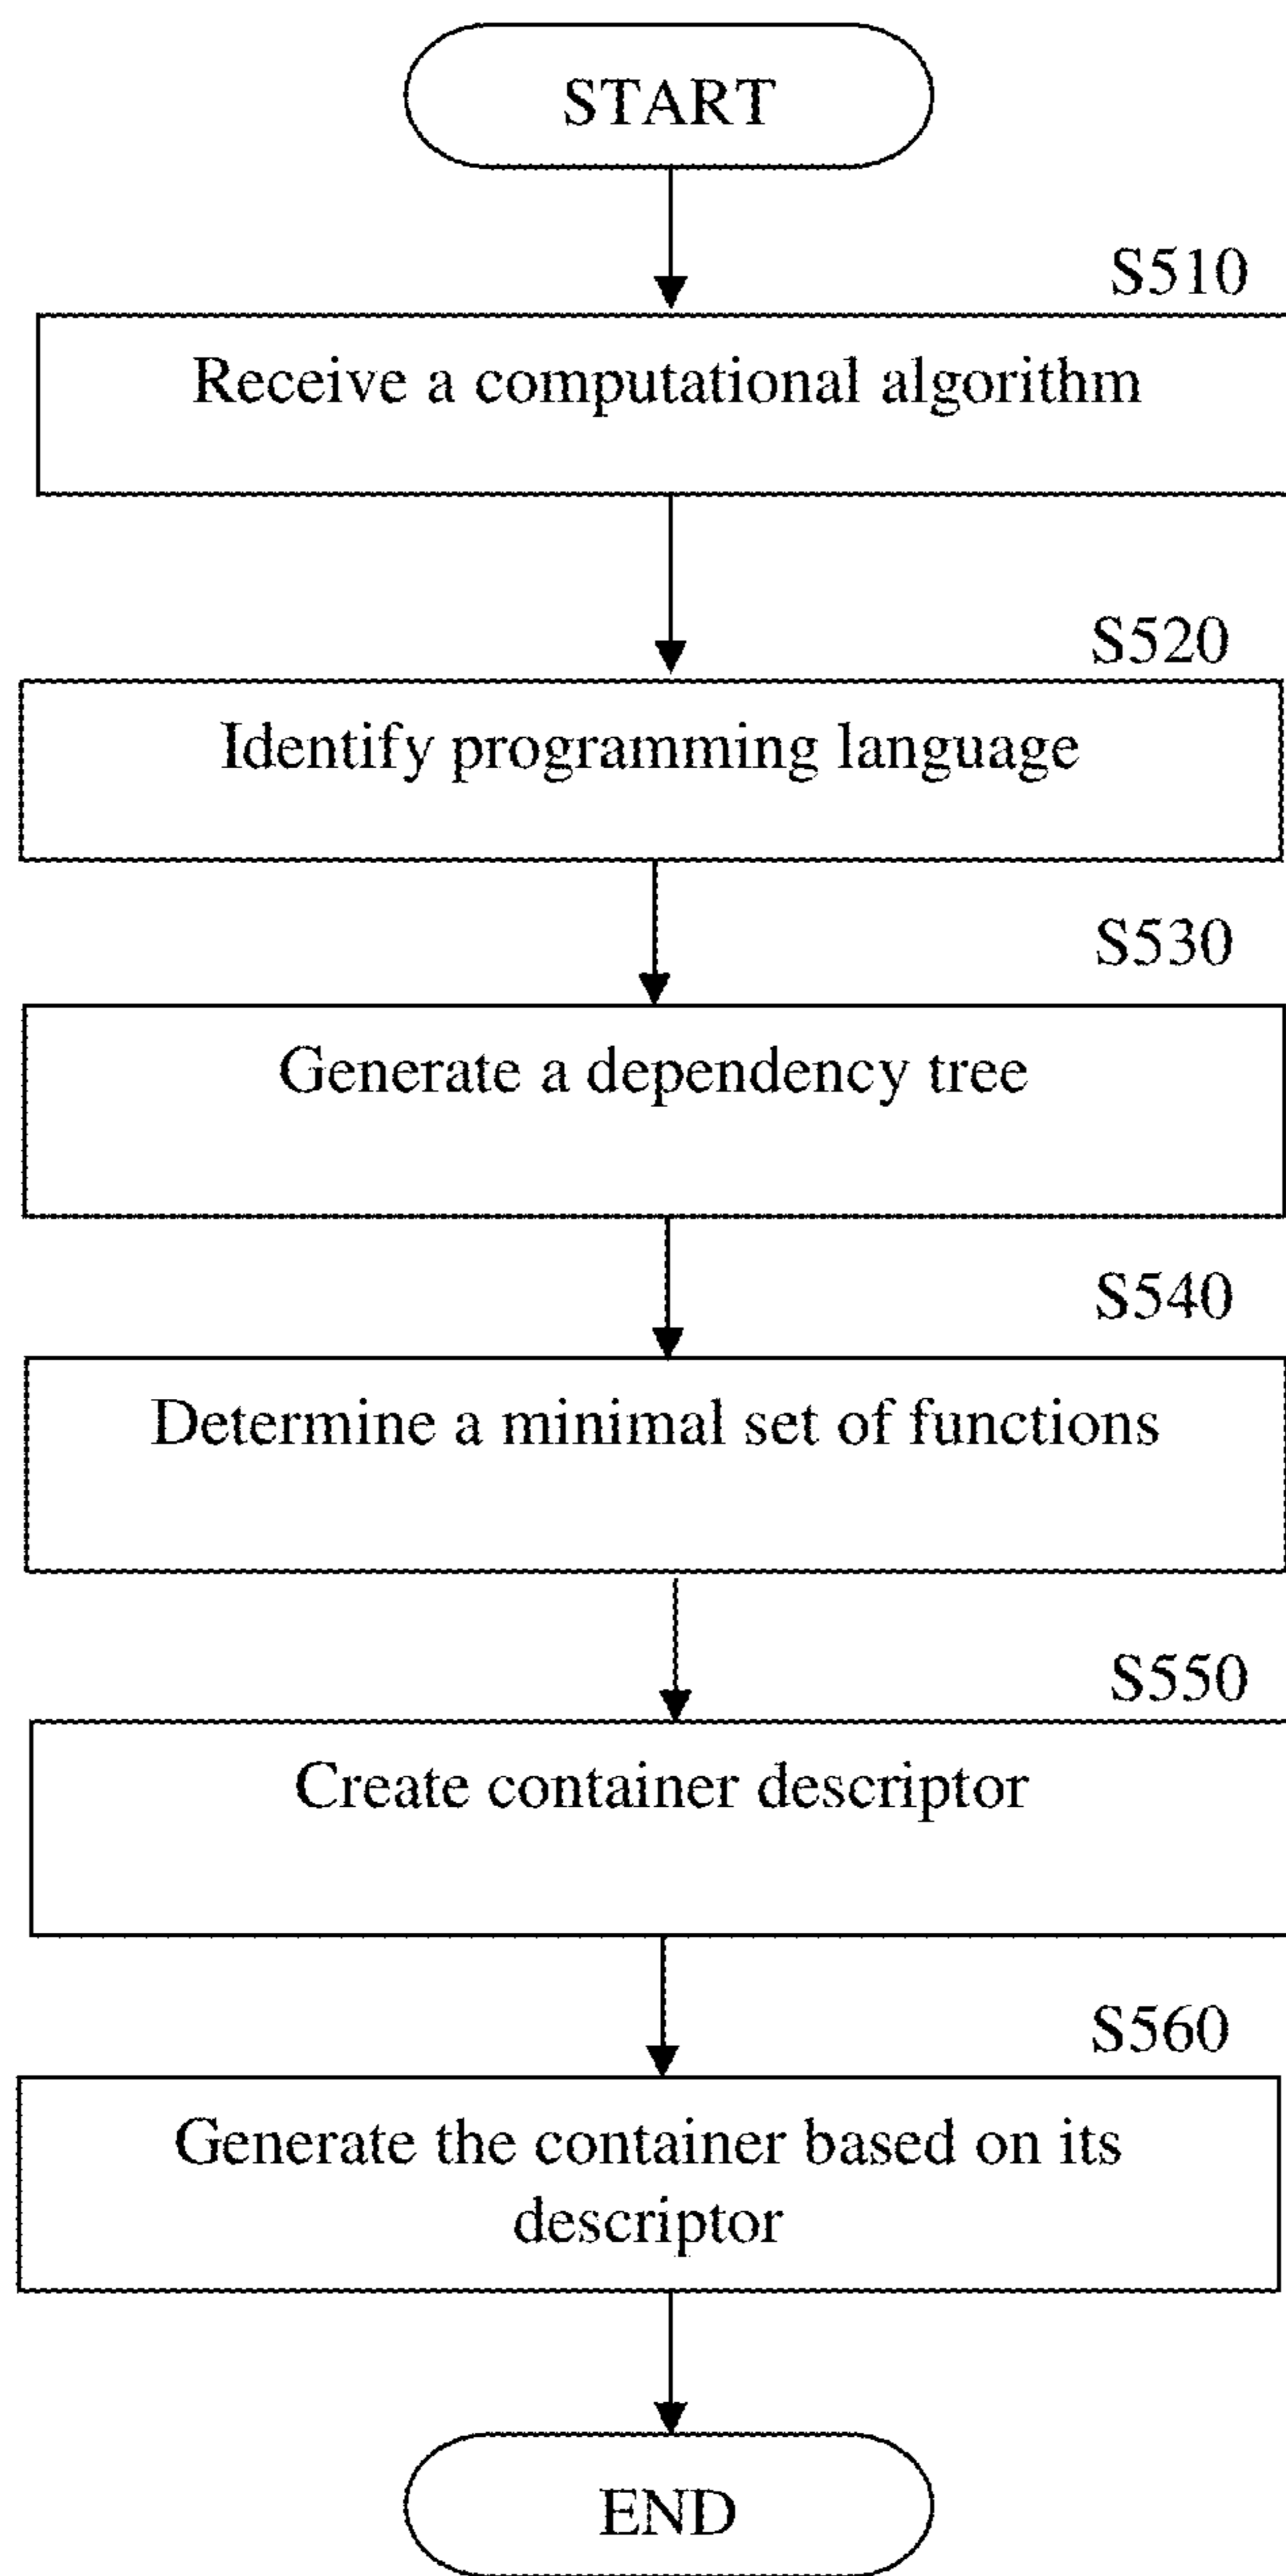 START
S510
Receive a computational algorithm
S520
Identify programming language
S530
Generate a dependency tree
S540
Determine a minimal set of functions
S550
Create container descriptor
S560
Generate the container based on its
descriptor
END